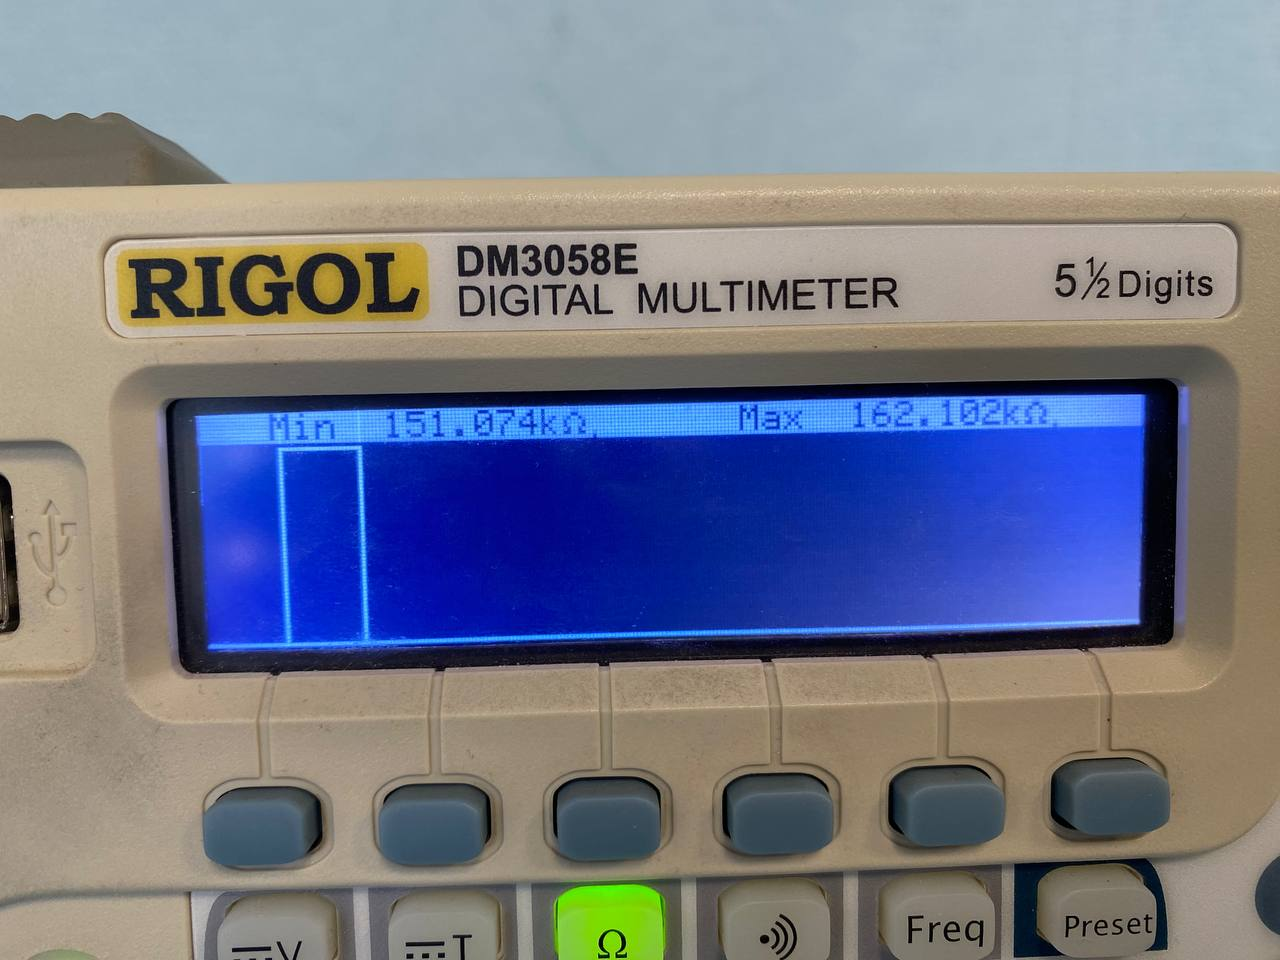 RIGOL
DM3058E
DIGITAL MULTIMETER
5½ Digits
Min 151.074kΩ Max 162.102kΩ
V T Ω Freq Preset